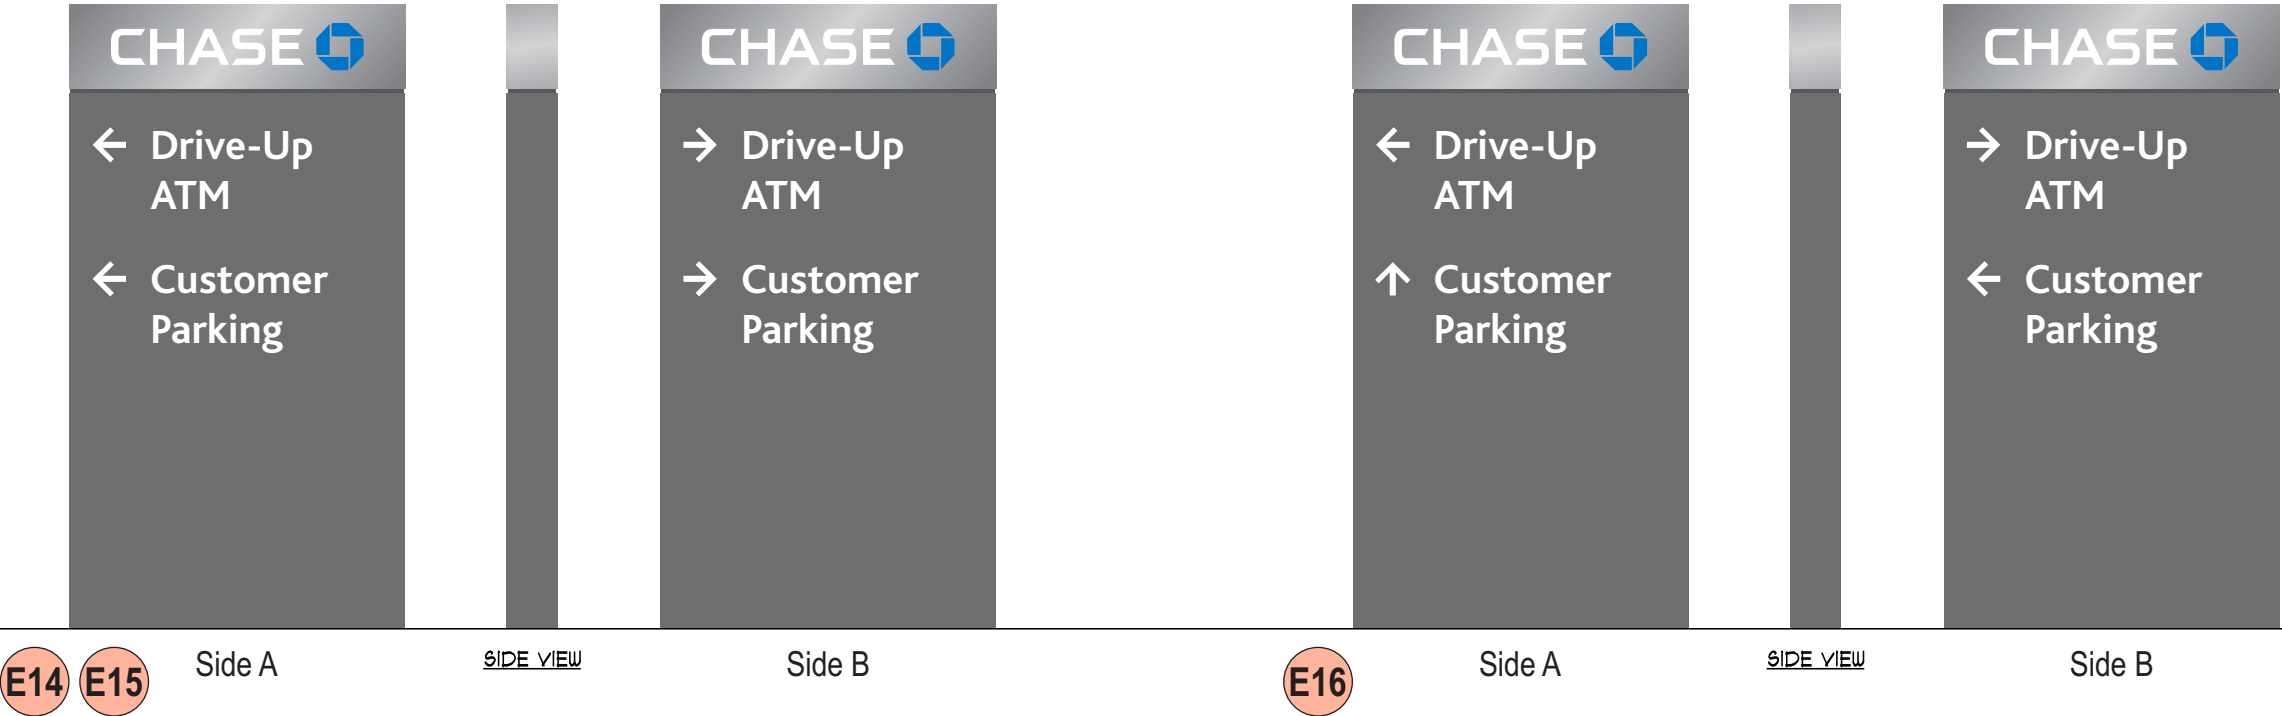 CHASE
← Drive-Up
ATM
← Customer
Parking
CHASE
→ Drive-Up
ATM
→ Customer
Parking
CHASE
← Drive-Up
ATM
↑ Customer
Parking
CHASE
→ Drive-Up
ATM
← Customer
Parking
E14 E15 Side A SIDE VIEW Side B
E16 Side A SIDE VIEW Side B